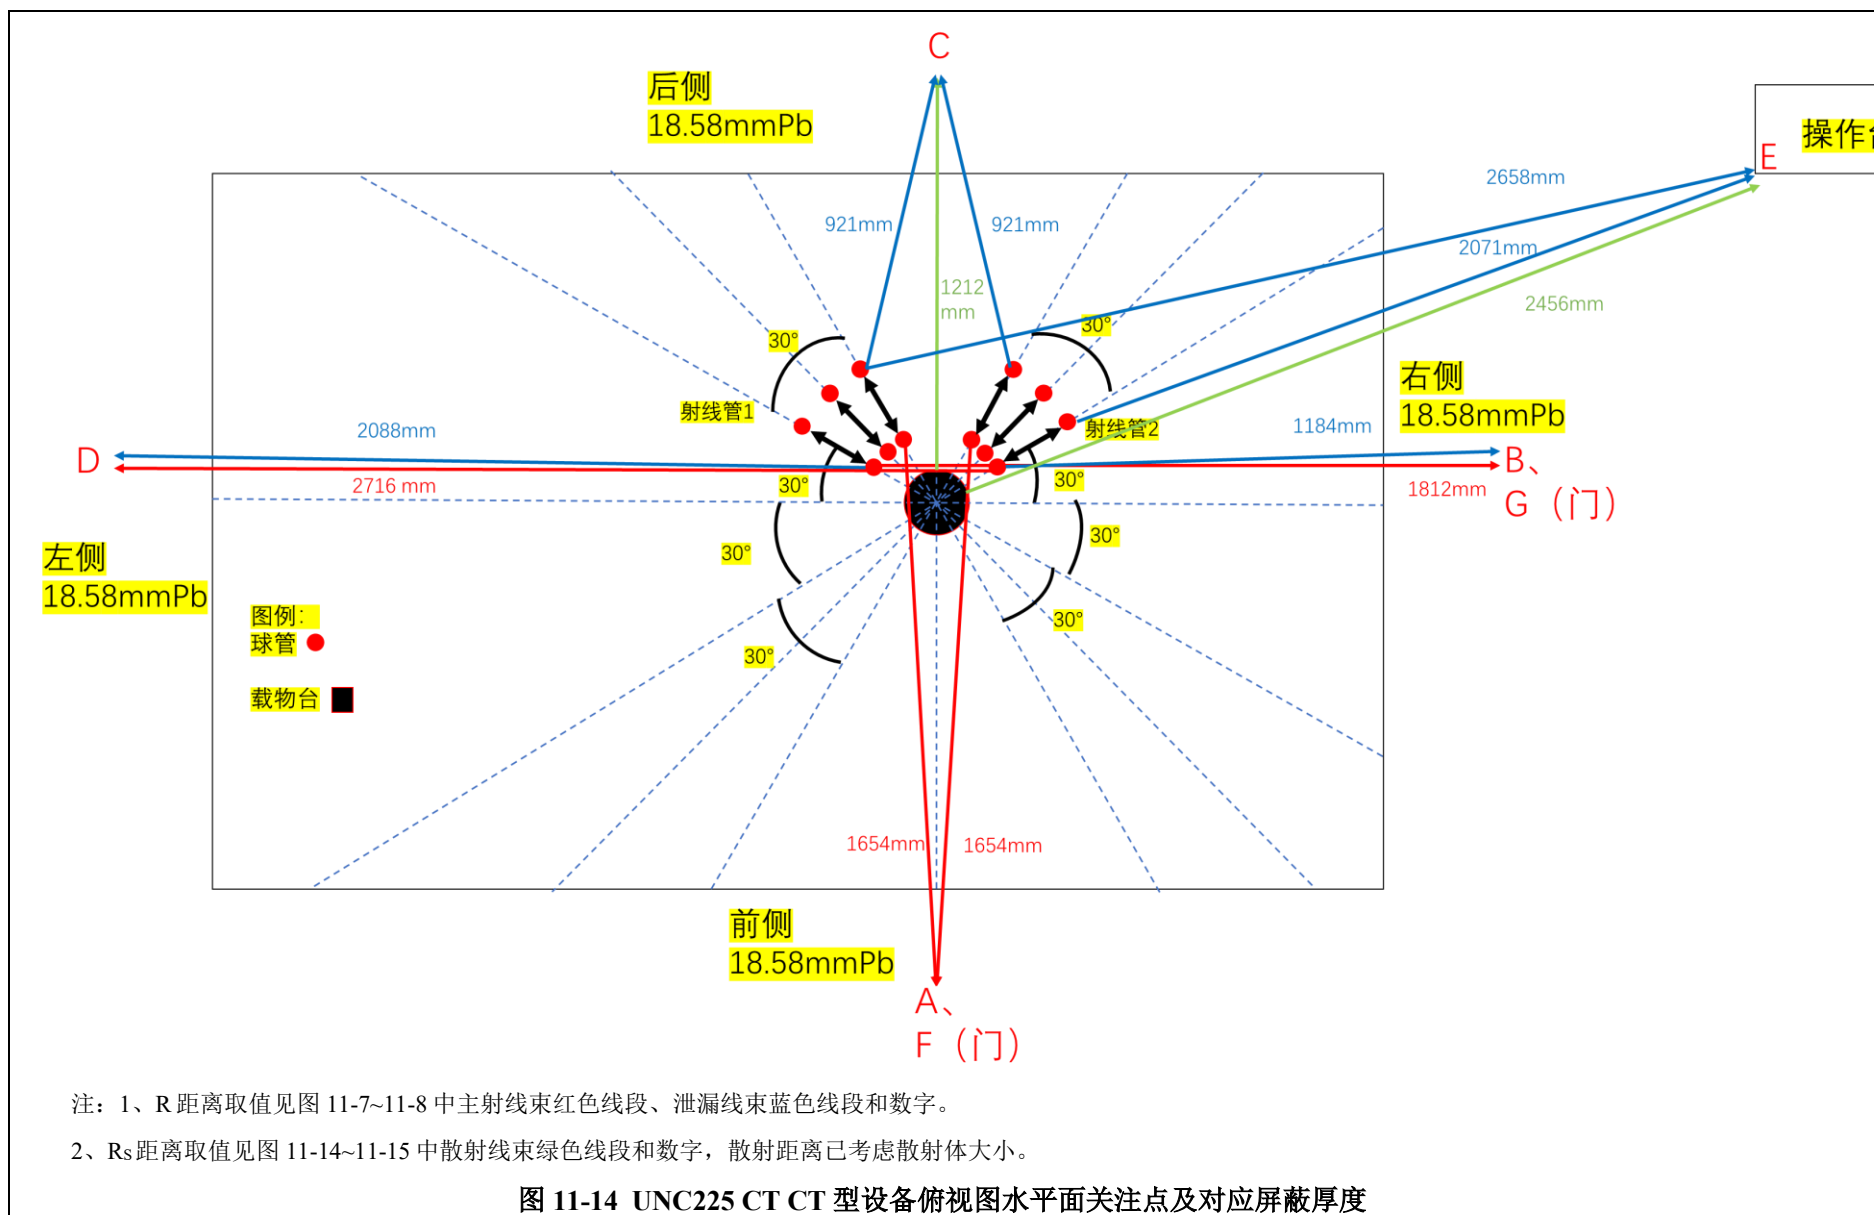 C
后侧
18.58mmPb
操作
E
2658mm
921mm
921mm
2071mm
1212
mm
2456mm
30°
30°
右侧
18.58mmPb
射线管1
射线管2
2088mm
1184mm
D
B、
2716 mm
30°
30°
1812mm
G（门）
30°
30°
左侧
18.58mmPb
图例：
球管
30°
30°
载物台
1654mm
1654mm
前侧
18.58mmPb
A、
F（门）
注：1、R 距离取值见图 11-7~11-8 中主射线束红色线段、泄漏线束蓝色线段和数字。
2、Rs 距离取值见图 11-14~11-15 中散射线束绿色线段和数字，散射距离已考虑散射体大小。
图 11-14 UNC225 CT CT 型设备俯视图水平面关注点及对应屏蔽厚度